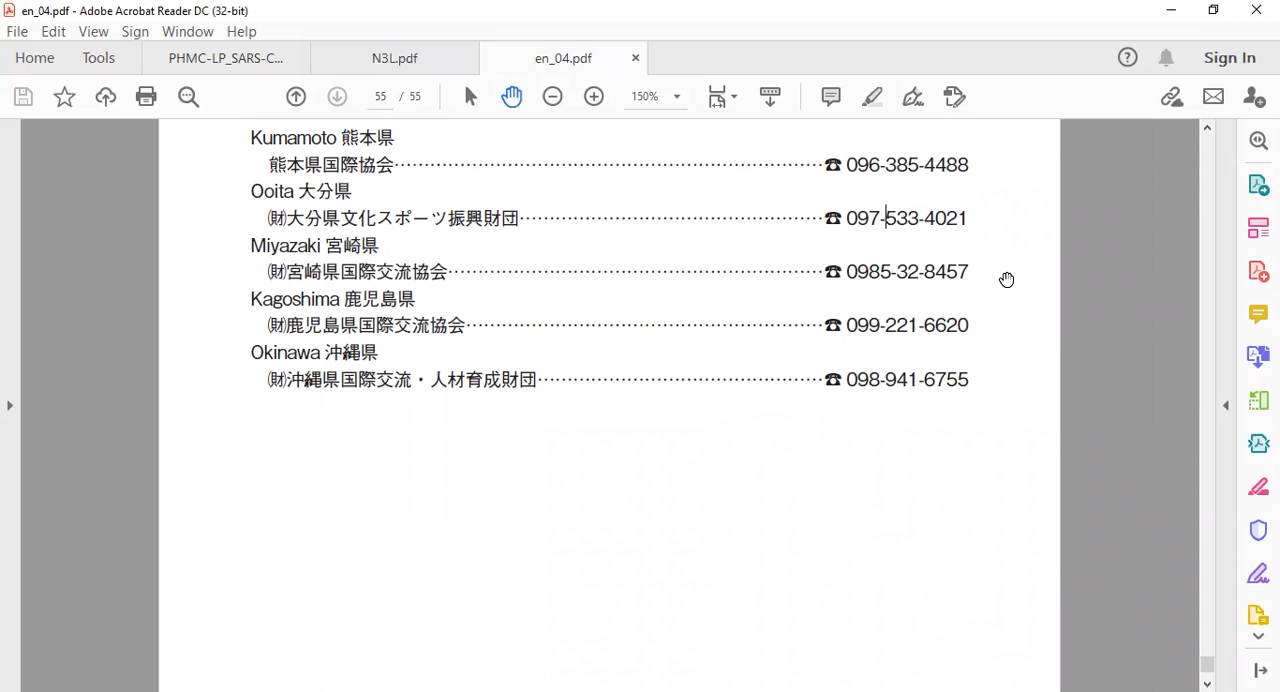 en_04.pdf - Adobe Acrobat Reader DC (32-bit)
File Edit View Sign Window Help
Home Tools PHMC-LP_SARS-C... N3L.pdf en_04.pdf × Sign In
55 / 55 150%
Kumamoto 熊本県
熊本県国際協会…☎ 096-385-4488
Ooita 大分県
㈶大分県文化スポーツ振興財団…☎ 097-533-4021
Miyazaki 宮崎県
㈶宮崎県国際交流協会…☎ 0985-32-8457
Kagoshima 鹿児島県
㈶鹿児島県国際交流協会…☎ 099-221-6620
Okinawa 沖縄県
㈶沖縄県国際交流・人材育成財団…☎ 098-941-6755